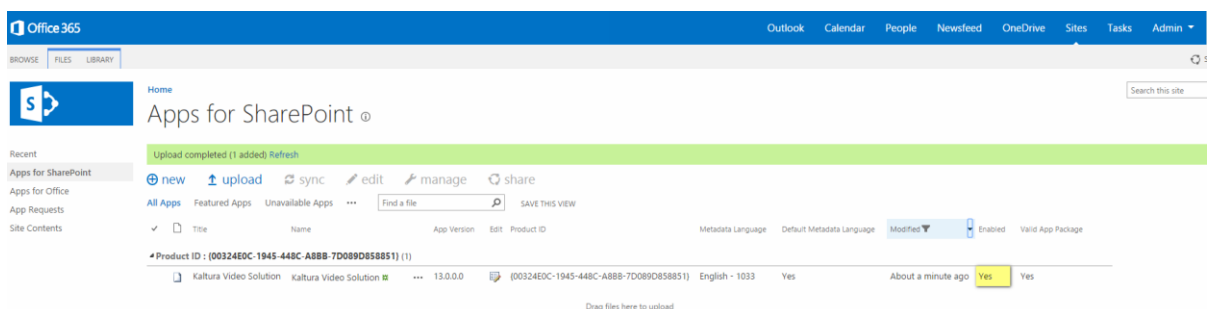 Office 365 Outlook Calendar People Newsfeed OneDrive Sites Tasks Admin
BROWSE FILES LIBRARY
Home
Search this site
Apps for SharePoint
Recent
Apps for SharePoint
Apps for Office
App Requests
Site Contents
Upload completed (1 added) Refresh
new upload sync edit manage share
All Apps Featured Apps Unavailable Apps ... Find a file SAVE THIS VIEW
Title Name App Version Edit Product ID Metadata Language Default Metadata Language Modified Enabled Valid App Package
Product ID : {00324E0C-1945-448C-A8BB-7D089D858851} (1)
Kaltura Video Solution Kaltura Video Solution ... 13.0.0.0 {00324E0C-1945-448C-A8BB-7D089D858851} English - 1033 Yes About a minute ago Yes Yes
Drag files here to upload